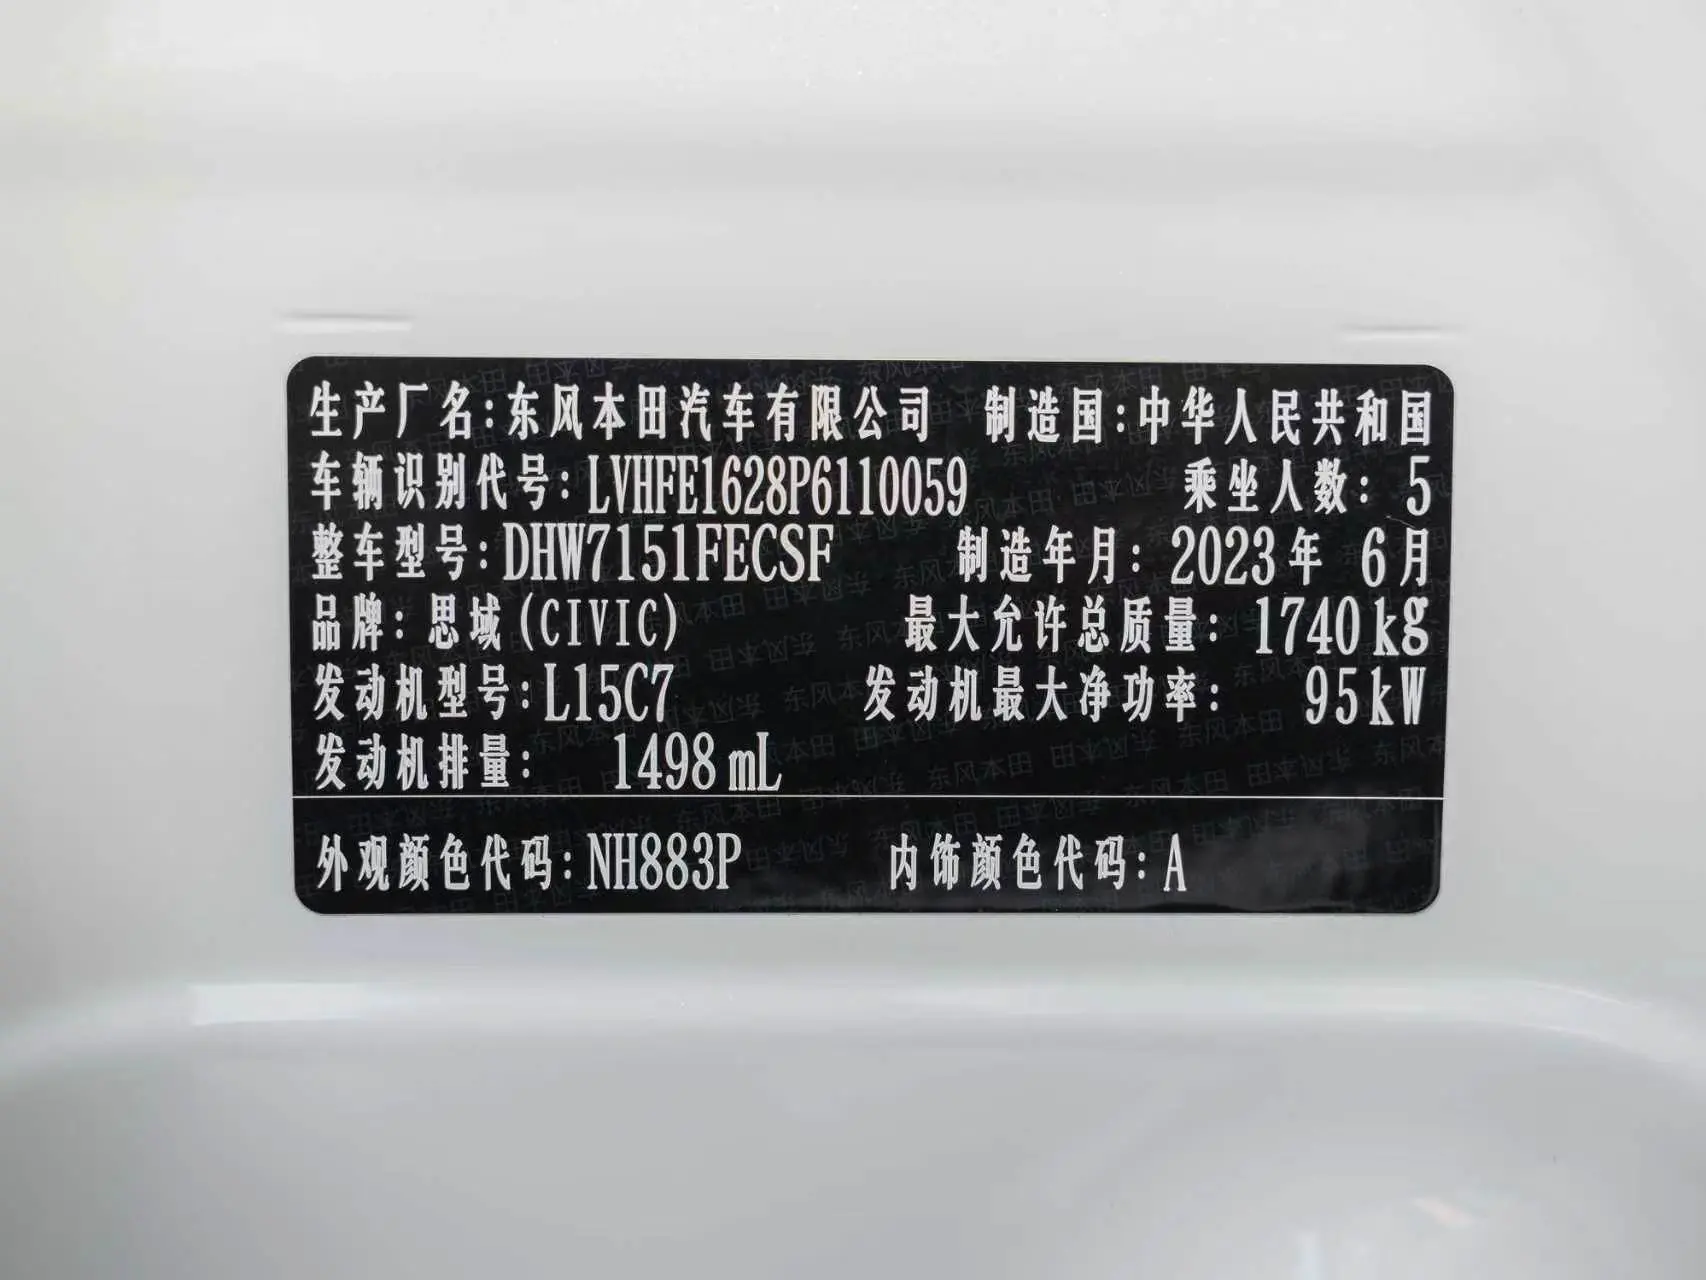 生产厂名:东风本田汽车有限公司 制造国:中华人民共和国
车辆识别代号:LVHFE1628P6110059 乘坐人数:5
整车型号:DHW7151FECSF 制造年月:2023年 6月
品牌:思域(CIVIC) 最大允许总质量:1740kg
发动机型号:L15C7 发动机最大净功率: 95kW
发动机排量: 1498mL
外观颜色代码:NH883P 内饰颜色代码:A